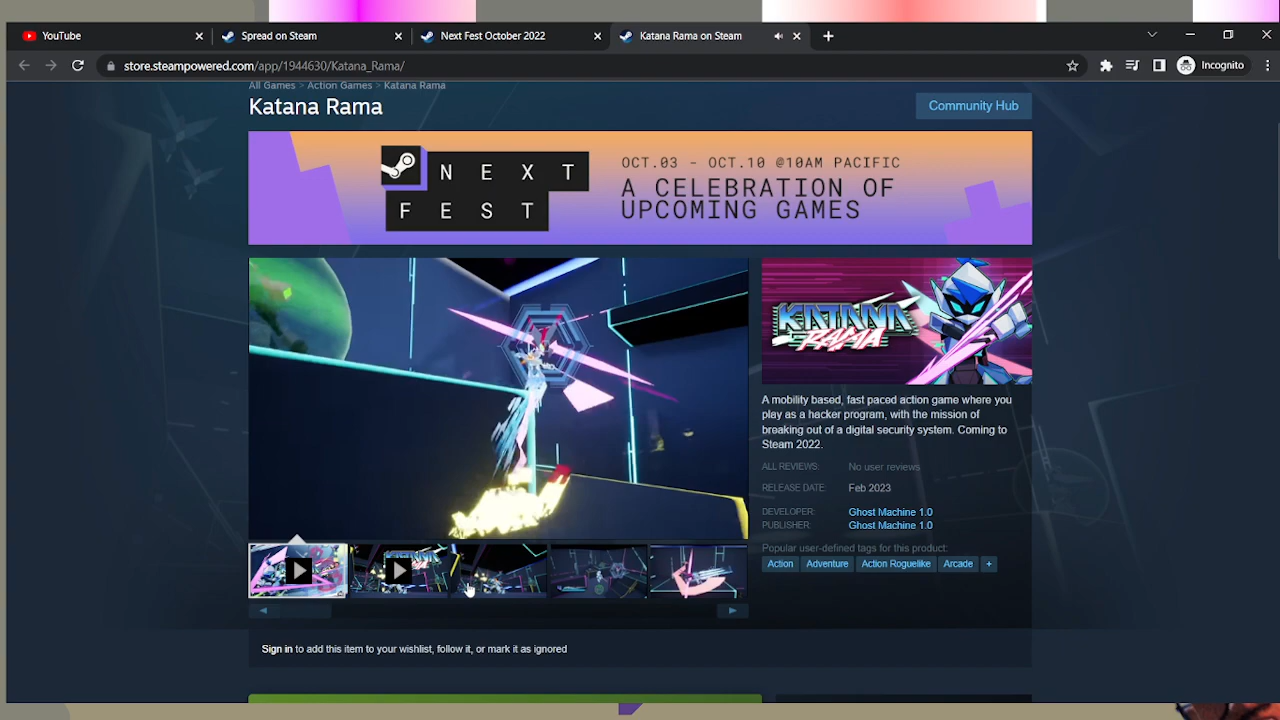 YouTube
Spread on Steam
Next Fest October 2022
Katana Rama on Steam
store.steampowered.com/app/1944630/Katana_Rama/
Incognito
All Games > Action Games > Katana Rama
Katana Rama
Community Hub
NEXT
FEST
OCT.03 - OCT.10 @10AM PACIFIC
A CELEBRATION OF
UPCOMING GAMES
KATANA
RAMA
A mobility based, fast paced action game where you
play as a hacker program, with the mission of
breaking out of a digital security system. Coming to
Steam 2022.
ALL REVIEWS: No user reviews
RELEASE DATE: Feb 2023
DEVELOPER: Ghost Machine 1.0
PUBLISHER: Ghost Machine 1.0
Popular user-defined tags for this product:
Action Adventure Action Roguelike Arcade +
KATANA
Sign in to add this item to your wishlist, follow it, or mark it as ignored